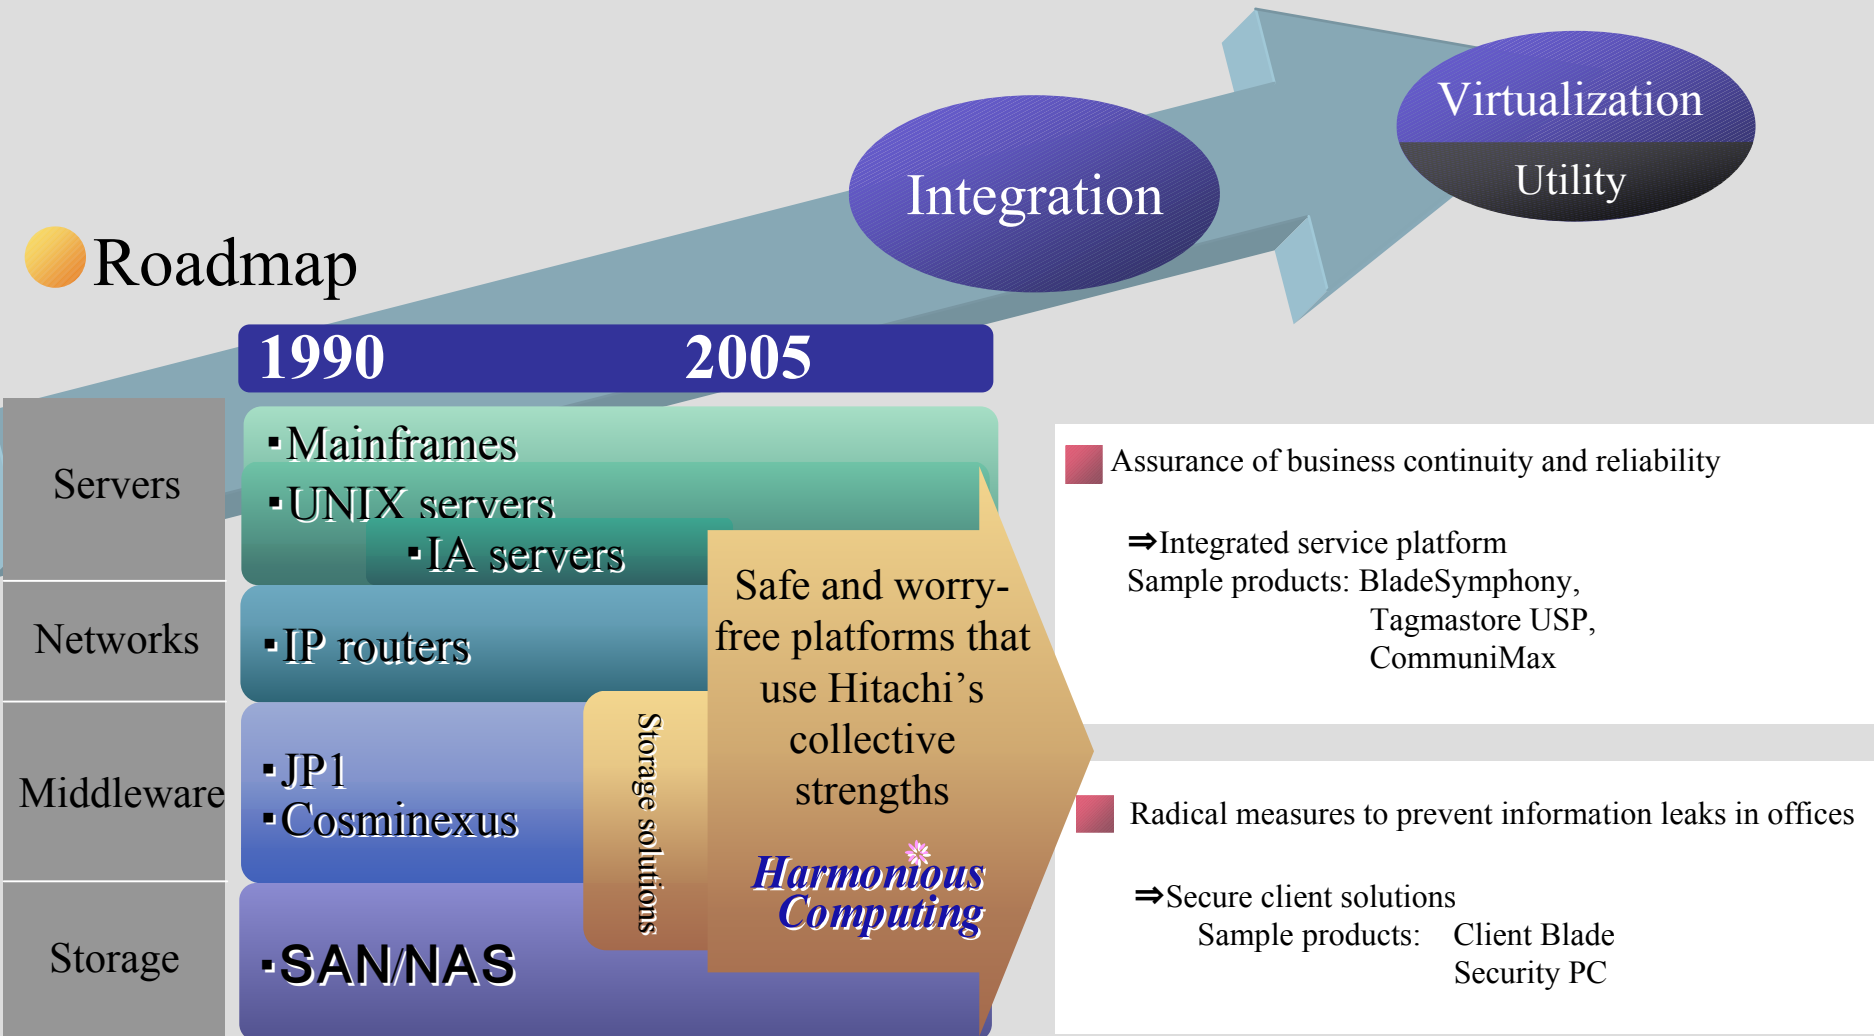 Virtualization
Utility
Integration
Roadmap
1990 2005
Servers
▪Mainframes
▪UNIX servers
▪IA servers
Networks
▪IP routers
Middleware
▪JP1
▪Cosminexus
Storage
▪SAN/NAS
Storage solutions
Safe and worry-
free platforms that
use Hitachi’s
collective
strengths
Harmonious
Computing
Assurance of business continuity and reliability
⇒Integrated service platform
Sample products: BladeSymphony,
Tagmastore USP,
CommuniMax
Radical measures to prevent information leaks in offices
⇒Secure client solutions
Sample products: Client Blade
Security PC